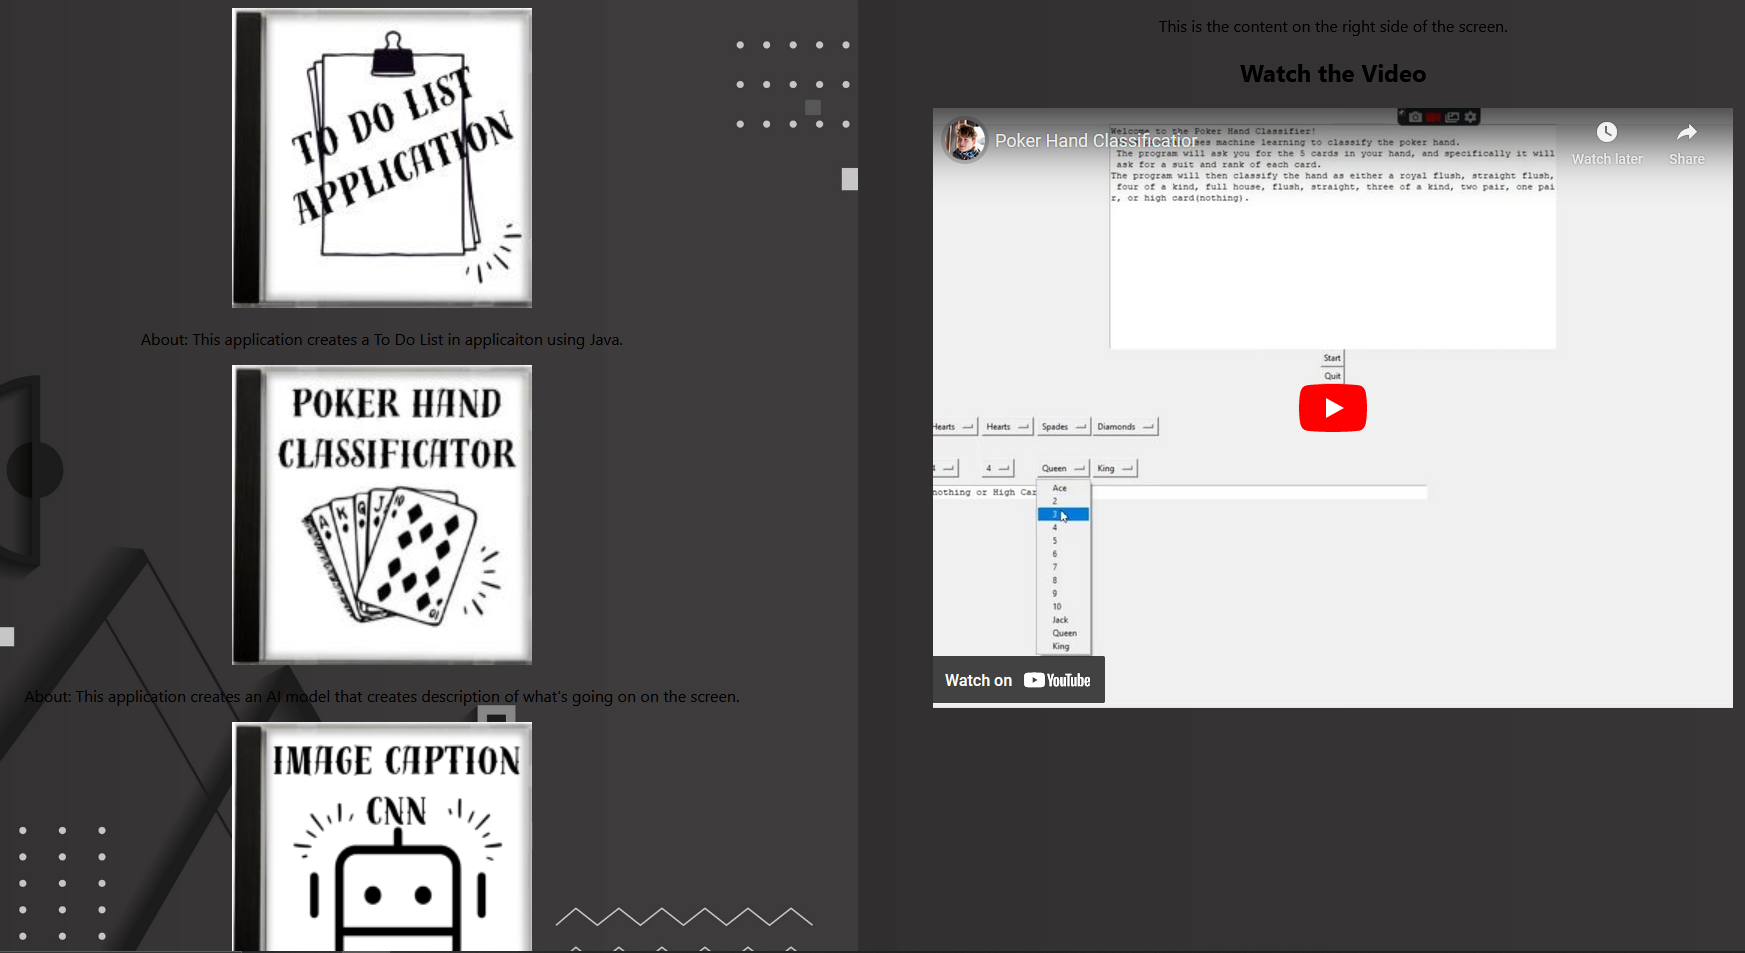 TO DO LIST
APPLICATION
About: This application creates a To Do List in applicaiton using Java.
POKER HAND
CLASSIFICATOR
A K Q J 10
10
About: This application creates an AI model that creates description of what's going on on the screen.
IMAGE CAPTION
CNN
This is the content on the right side of the screen.
Watch the Video
Poker Hand Classification
Watch later
Share
Welcome to the Poker Hand Classifier!
ses machine learning to classify the poker hand.
The program will ask you for the 5 cards in your hand, and specifically it will
ask for a suit and rank of each card.
The program will then classify the hand as either a royal flush, straight flush,
four of a kind, full house, flush, straight, three of a kind, two pair, one pai
r, or high card(nothing).
Start
Quit
Hearts Hearts Spades Diamonds
4 4 Queen King
nothing or High Car
Ace
2
3
4
5
6
7
8
9
10
Jack
Queen
King
Watch on YouTube